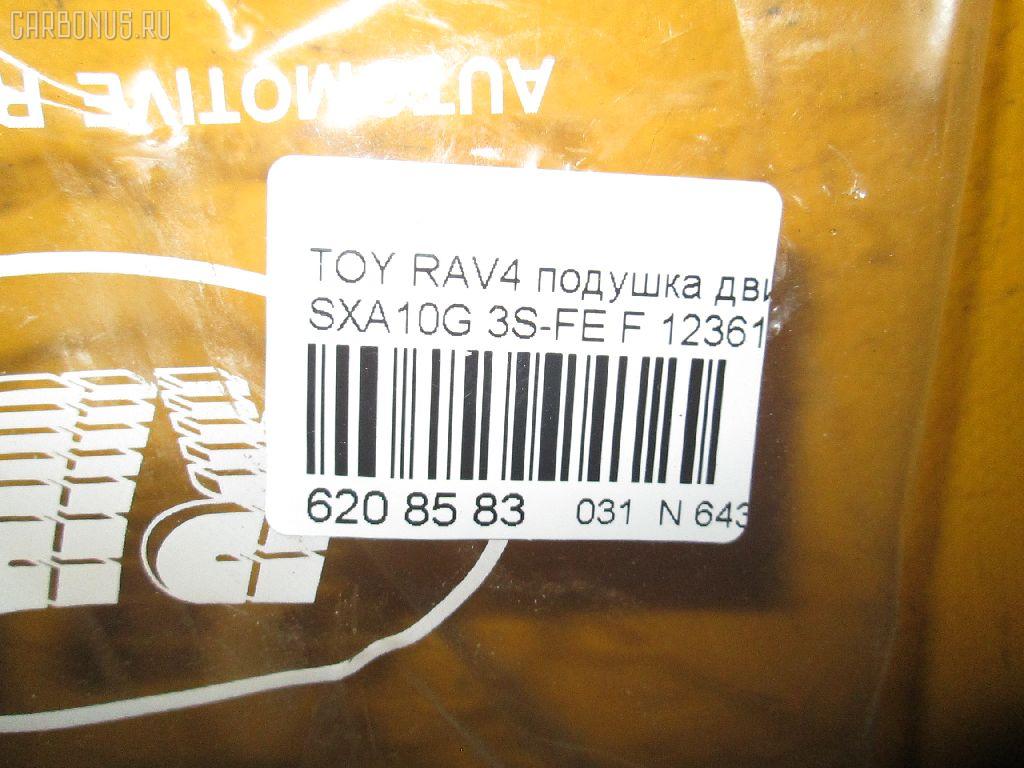 CARBONUS.RU
AUTOMOTIVE R
TOY RAV4 подушка дви
SXA10G 3S-FE F 12361
620 85 83 031 N 643